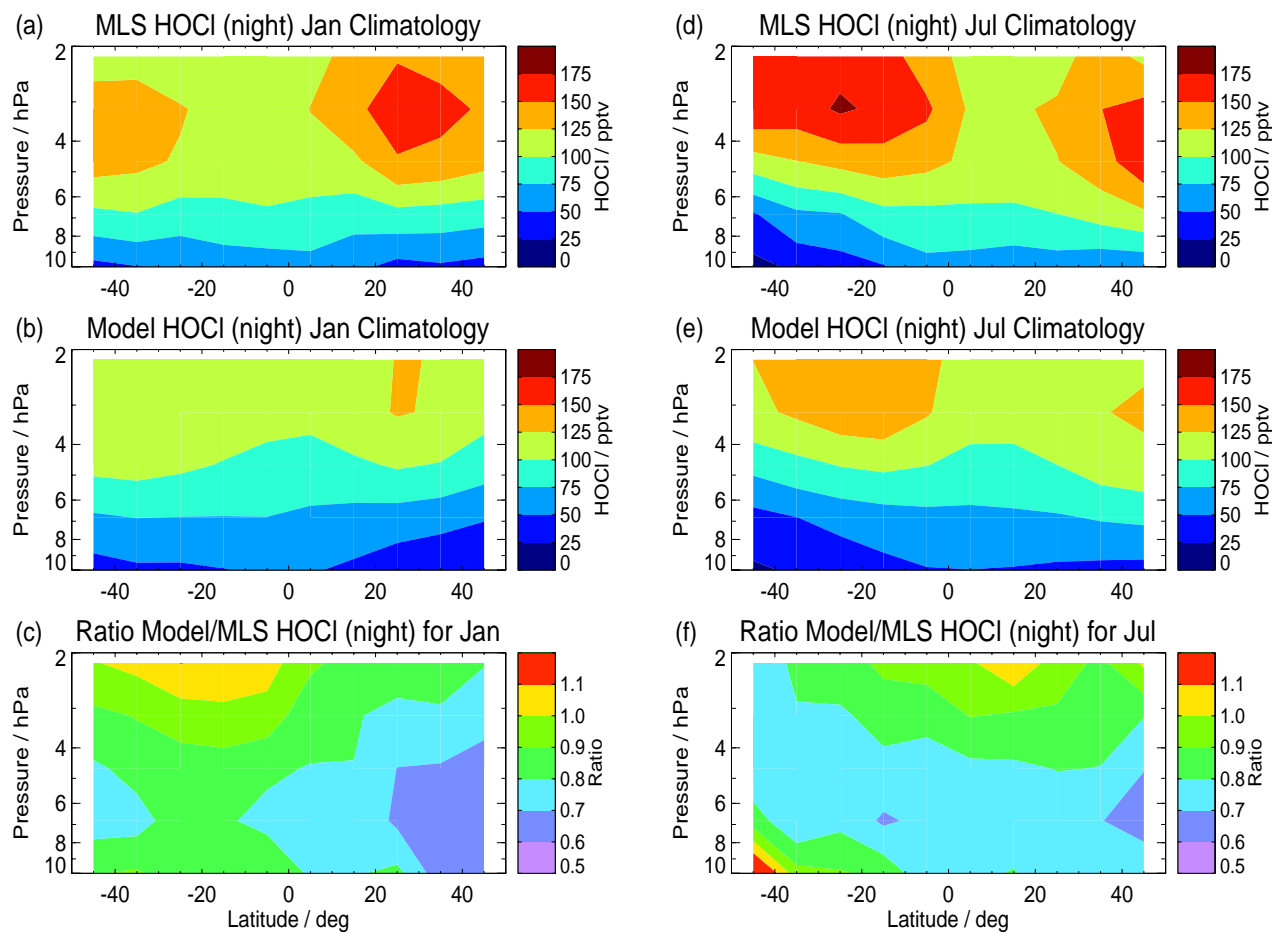 (a) MLS HOCl (night) Jan Climatology
2
4
6
8
10
Pressure / hPa
-40 -20 0 20 40
175
150
125
100
75
50
25
0
HOCl / pptv
(d) MLS HOCl (night) Jul Climatology
2
4
6
8
10
Pressure / hPa
-40 -20 0 20 40
175
150
125
100
75
50
25
0
HOCl / pptv
(b) Model HOCl (night) Jan Climatology
2
4
6
8
10
Pressure / hPa
-40 -20 0 20 40
175
150
125
100
75
50
25
0
HOCl / pptv
(e) Model HOCl (night) Jul Climatology
2
4
6
8
10
Pressure / hPa
-40 -20 0 20 40
175
150
125
100
75
50
25
0
HOCl / pptv
(c) Ratio Model/MLS HOCl (night) for Jan
2
4
6
8
10
Pressure / hPa
-40 -20 0 20 40
Latitude / deg
1.1
1.0
0.9
0.8
0.7
0.6
0.5
Ratio
(f) Ratio Model/MLS HOCl (night) for Jul
2
4
6
8
10
Pressure / hPa
-40 -20 0 20 40
Latitude / deg
1.1
1.0
0.9
0.8
0.7
0.6
0.5
Ratio